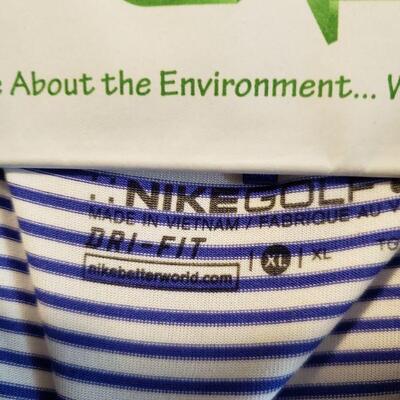 About the Environment...
NIKEGOLF
MADE IN VIETNAM / FABRIQUE AU
DRI-FIT
| XL | XL
nikebetterworld.com